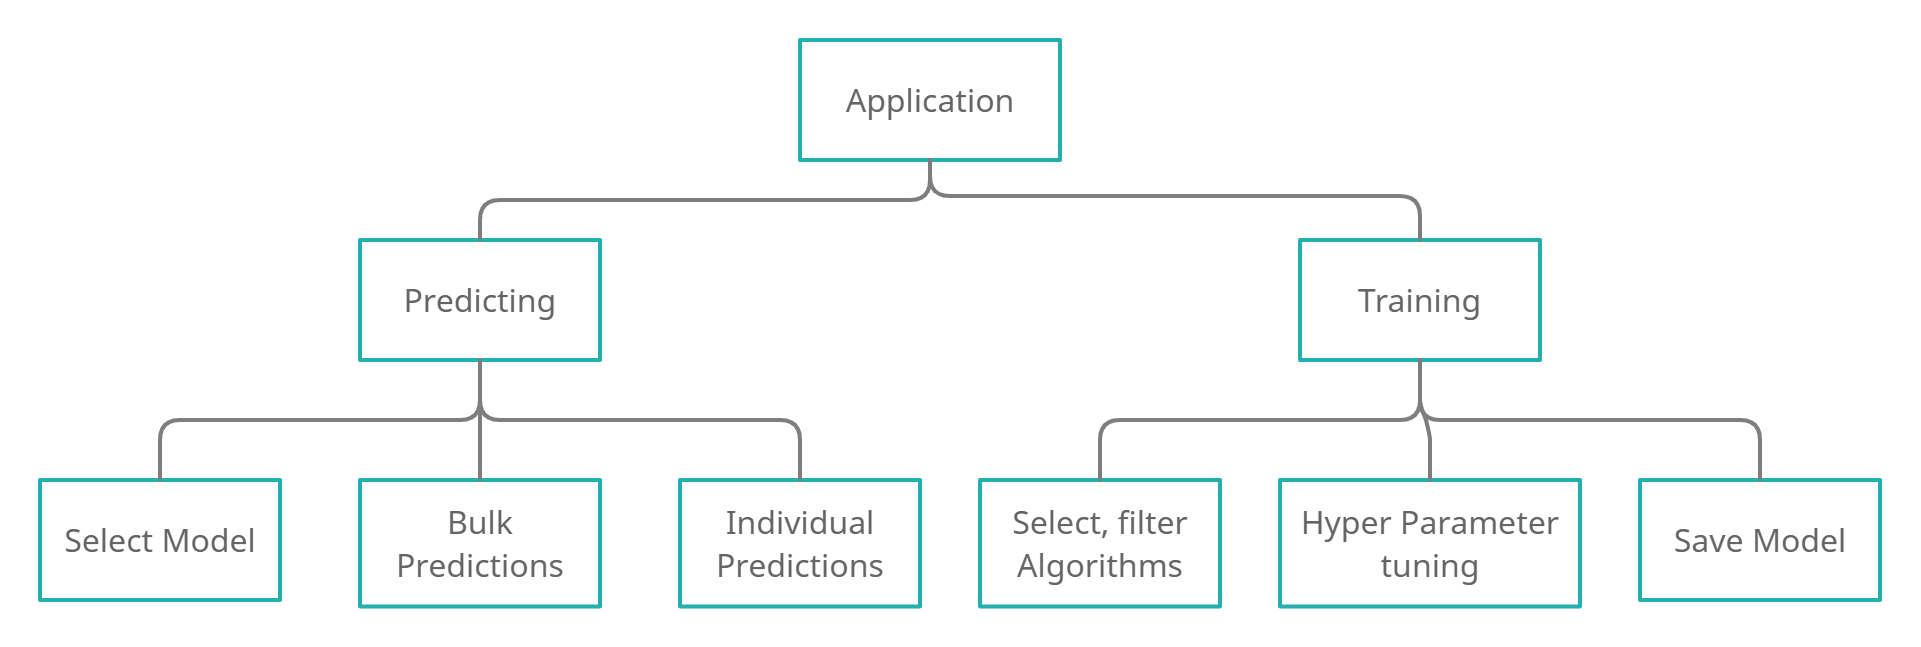 Application
Predicting
Training
Select Model
Bulk
Predictions
Individual
Predictions
Select, filter
Algorithms
Hyper Parameter
tuning
Save Model